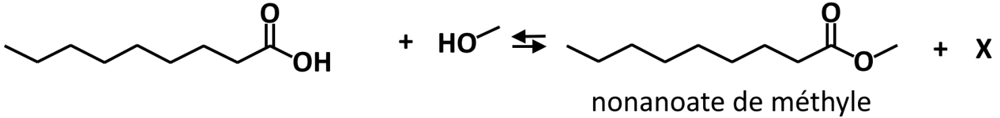 O
OH
+ HO
O
O
+ X
nonanoate de méthyle